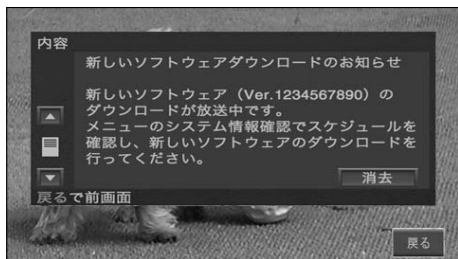 内容
新しいソフトウェアダウンロードのお知らせ
新しいソフトウェア（Ver.1234567890）の
ダウンロードが放送中です。
メニューのシステム情報確認でスケジュールを
確認し、新しいソフトウェアのダウンロードを
行ってください。
消去
戻るで前画面
戻る